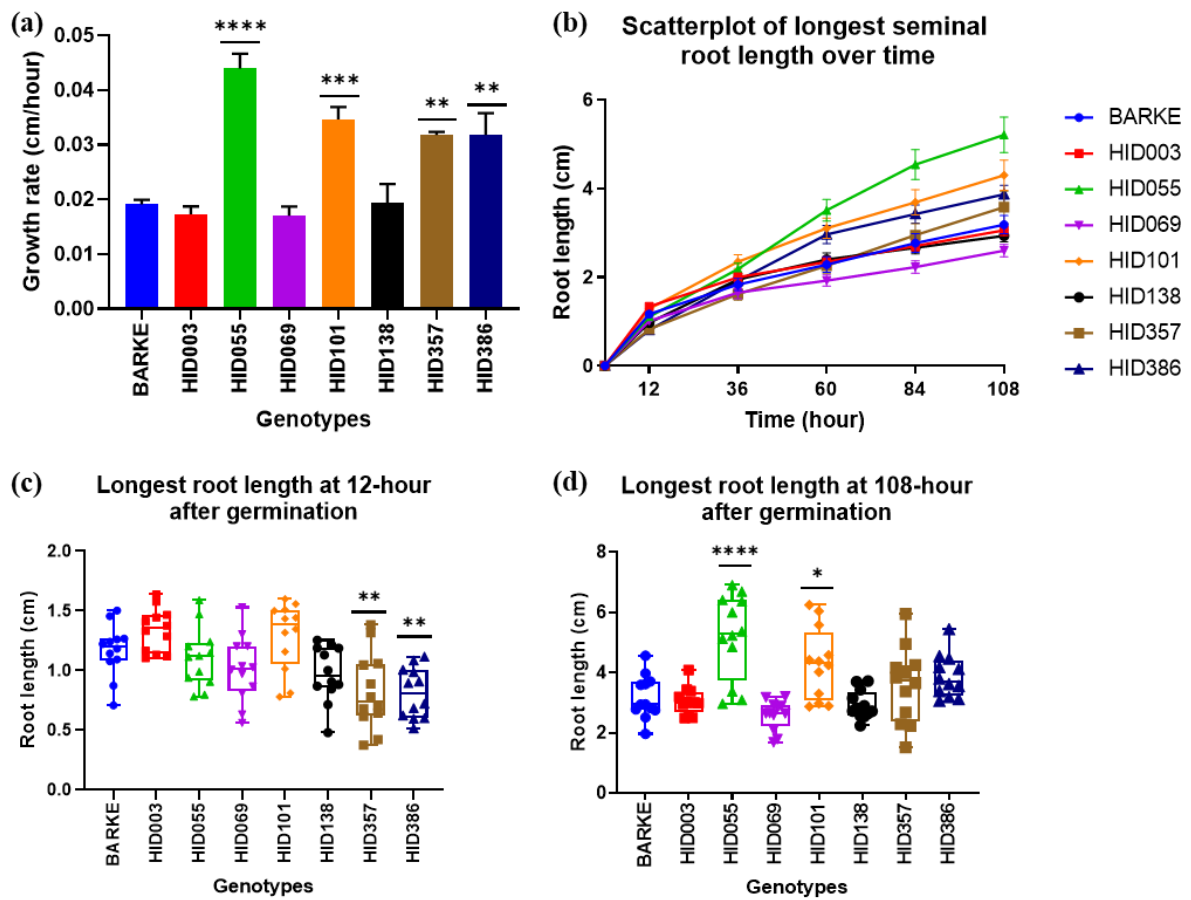 (a)
****
***
**
**
0.05
0.04
0.03
0.02
0.01
0.00
Growth rate (cm/hour)
BARKE
HID003
HID055
HID069
HID101
HID138
HID357
HID386
Genotypes
(b)
Scatterplot of longest seminal
root length over time
6
4
2
0
Root length (cm)
12
36
60
84
108
Time (hour)
BARKE
HID003
HID055
HID069
HID101
HID138
HID357
HID386
(c)
Longest root length at 12-hour
after germination
**
**
2.0
1.5
1.0
0.5
0.0
Root length (cm)
BARKE
HID003
HID055
HID069
HID101
HID138
HID357
HID386
Genotypes
(d)
Longest root length at 108-hour
after germination
****
*
8
6
4
2
0
Root length (cm)
BARKE
HID003
HID055
HID069
HID101
HID138
HID357
HID386
Genotypes